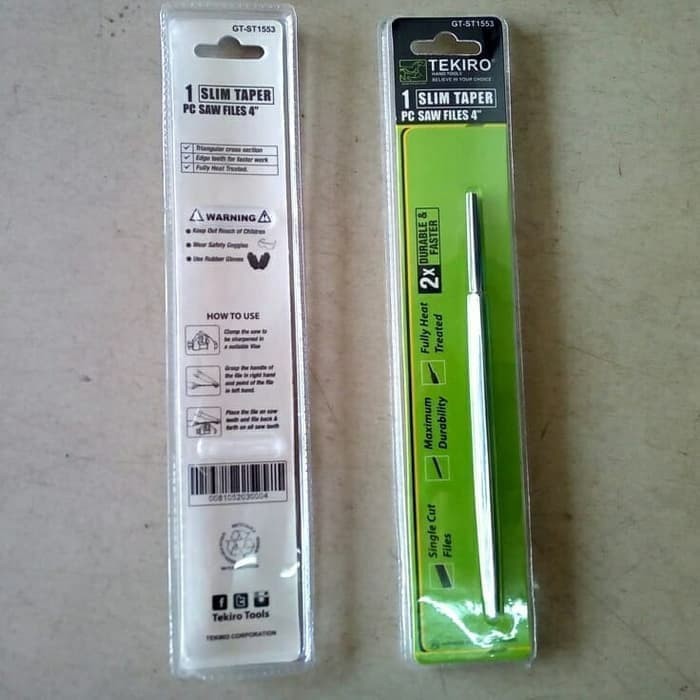 GT-ST1553
1 SLIM TAPER
PC SAW FILES 4"
Triangular cross section
Edge teeth for faster work
Fully Heat Treated.
WARNING
Keep Out Reach of Children
Wear Safety Goggles
Use Rubber Gloves
HOW TO USE
Clamp the saw to
be sharpened in
a suitable Vise
Grasp the handle of
the file in right hand
and point of the file
in left hand.
Place the file on saw
teeth and file back &
forth on all saw teeth
0081052030004
Tekiro Tools
TEKIRO CORPORATION
GT-ST1553
TEKIRO®
HAND TOOLS
BELIEVE IN YOUR CHOICE
1 SLIM TAPER
PC SAW FILES 4"
2X DURABLE &
FASTER
Fully Heat
Treated
Maximum
Durability
Single Cut
Files